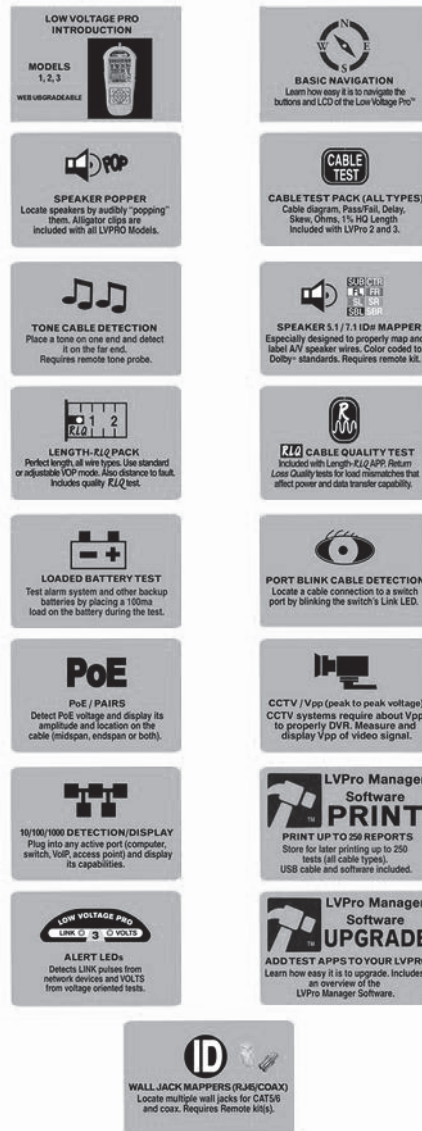 LOW VOLTAGE PRO
INTRODUCTION
MODELS
1, 2, 3
WEB UBGRADEABLE
N
W E
S
BASIC NAVIGATION
Learn how easy it is to navigate the
buttons and LCD of the Low Voltage Pro™
POP
SPEAKER POPPER
Locate speakers by audibly “popping”
them. Alligator clips are
included with all LVPRO Models.
CABLE
TEST
CABLE TEST PACK (ALL TYPES)
Cable diagram, Pass/Fail, Delay,
Skew, Ohms, 1% HQ Length
Included with LVPro 2 and 3.
TONE CABLE DETECTION
Place a tone on one end and detect
it on the far end.
Requires remote tone probe.
SUB CTR
FL FR
SL SR
SBL SBR
SPEAKER 5.1 / 7.1 ID# MAPPER
Especially designed to properly map and
label A/V speaker wires. Color coded to
Dolby® standards. Requires remote kit.
1 2
RLQ
LENGTH-RLQ PACK
Perfect length, all wire types. Use standard
or adjustable VOP mode. Also distance to fault.
Includes quality RLQ test.
R
RLQ CABLE QUALITY TEST
Included with Length-RLQ APP. Return
Loss Quality tests for load mismatches that
affect power and data transfer capability.
LOADED BATTERY TEST
Test alarm system and other backup
batteries by placing a 100ma
load on the battery during the test.
PORT BLINK CABLE DETECTION
Locate a cable connection to a switch
port by blinking the switch's Link LED.
PoE
PoE / PAIRS
Detect PoE voltage and display its
amplitude and location on the
cable (midspan, endspan or both).
CCTV / Vpp (peak to peak voltage)
CCTV systems require about Vpp
to properly DVR. Measure and
display Vpp of video signal.
10/100/1000 DETECTION/DISPLAY
Plug into any active port (computer,
switch, VoIP, access point) and display
its capabilities.
LVPro Manager
Software
PRINT
TM
PRINT UP TO 250 REPORTS
Store for later printing up to 250
tests (all cable types).
USB cable and software included.
LOW VOLTAGE PRO
LINK 3 VOLTS
ALERT LEDs
Detects LINK pulses from
network devices and VOLTS
from voltage oriented tests.
LVPro Manager
Software
UPGRADE
TM
ADD TEST APPS TO YOUR LVPRO
Learn how easy it is to upgrade. Includes
an overview of the
LVPro Manager Software.
ID
WALL JACK MAPPERS (RJ45/COAX)
Locate multiple wall jacks for CAT5/6
and coax. Requires Remote kit(s).